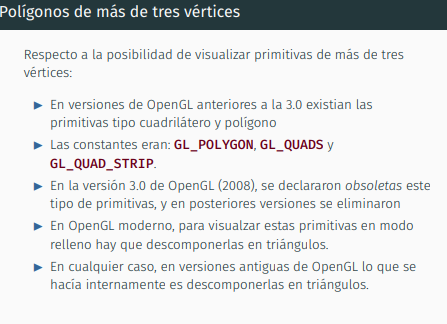 Polígonos de más de tres vértices
Respecto a la posibilidad de visualizar primitivas de más de tres
vértices:
▶ En versiones de OpenGL anteriores a la 3.0 existian las
primitivas tipo cuadrilátero y polígono
▶ Las constantes eran: GL_POLYGON, GL_QUADS y
GL_QUAD_STRIP.
▶ En la versión 3.0 de OpenGL (2008), se declararon obsoletas este
tipo de primitivas, y en posteriores versiones se eliminaron
▶ En OpenGL moderno, para visualzar estas primitivas en modo
relleno hay que descomponerlas en triángulos.
▶ En cualquier caso, en versiones antiguas de OpenGL lo que se
hacía internamente es descomponerlas en triángulos.